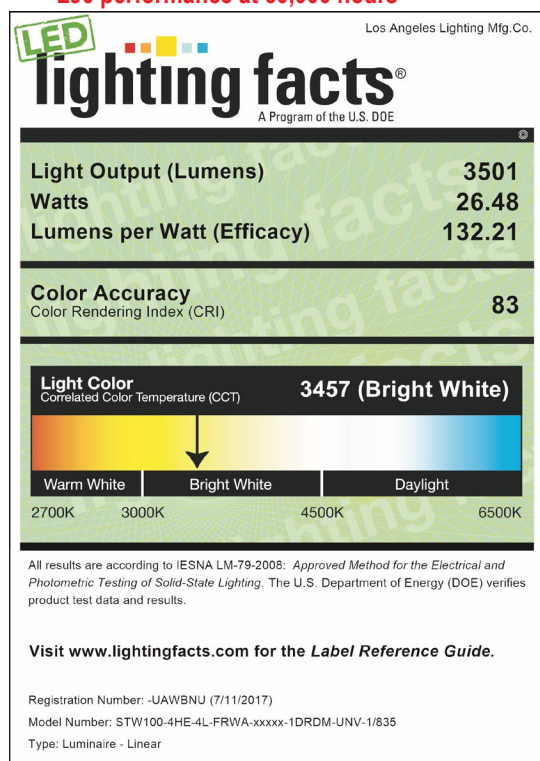 performance at
hours
Los Angeles Lighting Mfg.Co.
LED
lighting facts®
A Program of the U.S. DOE
Light Output (Lumens) 3501
Watts 26.48
Lumens per Watt (Efficacy) 132.21
Color Accuracy
Color Rendering Index (CRI) 83
Light Color
Correlated Color Temperature (CCT) 3457 (Bright White)
Warm White Bright White Daylight
2700K 3000K 4500K 6500K
All results are according to IESNA LM-79-2008: Approved Method for the Electrical and
Photometric Testing of Solid-State Lighting. The U.S. Department of Energy (DOE) verifies
product test data and results.
Visit www.lightingfacts.com for the Label Reference Guide.
Registration Number: -UAWBNU (7/11/2017)
Model Number: STW100-4HE-4L-FRWA-xxxxx-1DRDM-UNV-1/835
Type: Luminaire - Linear